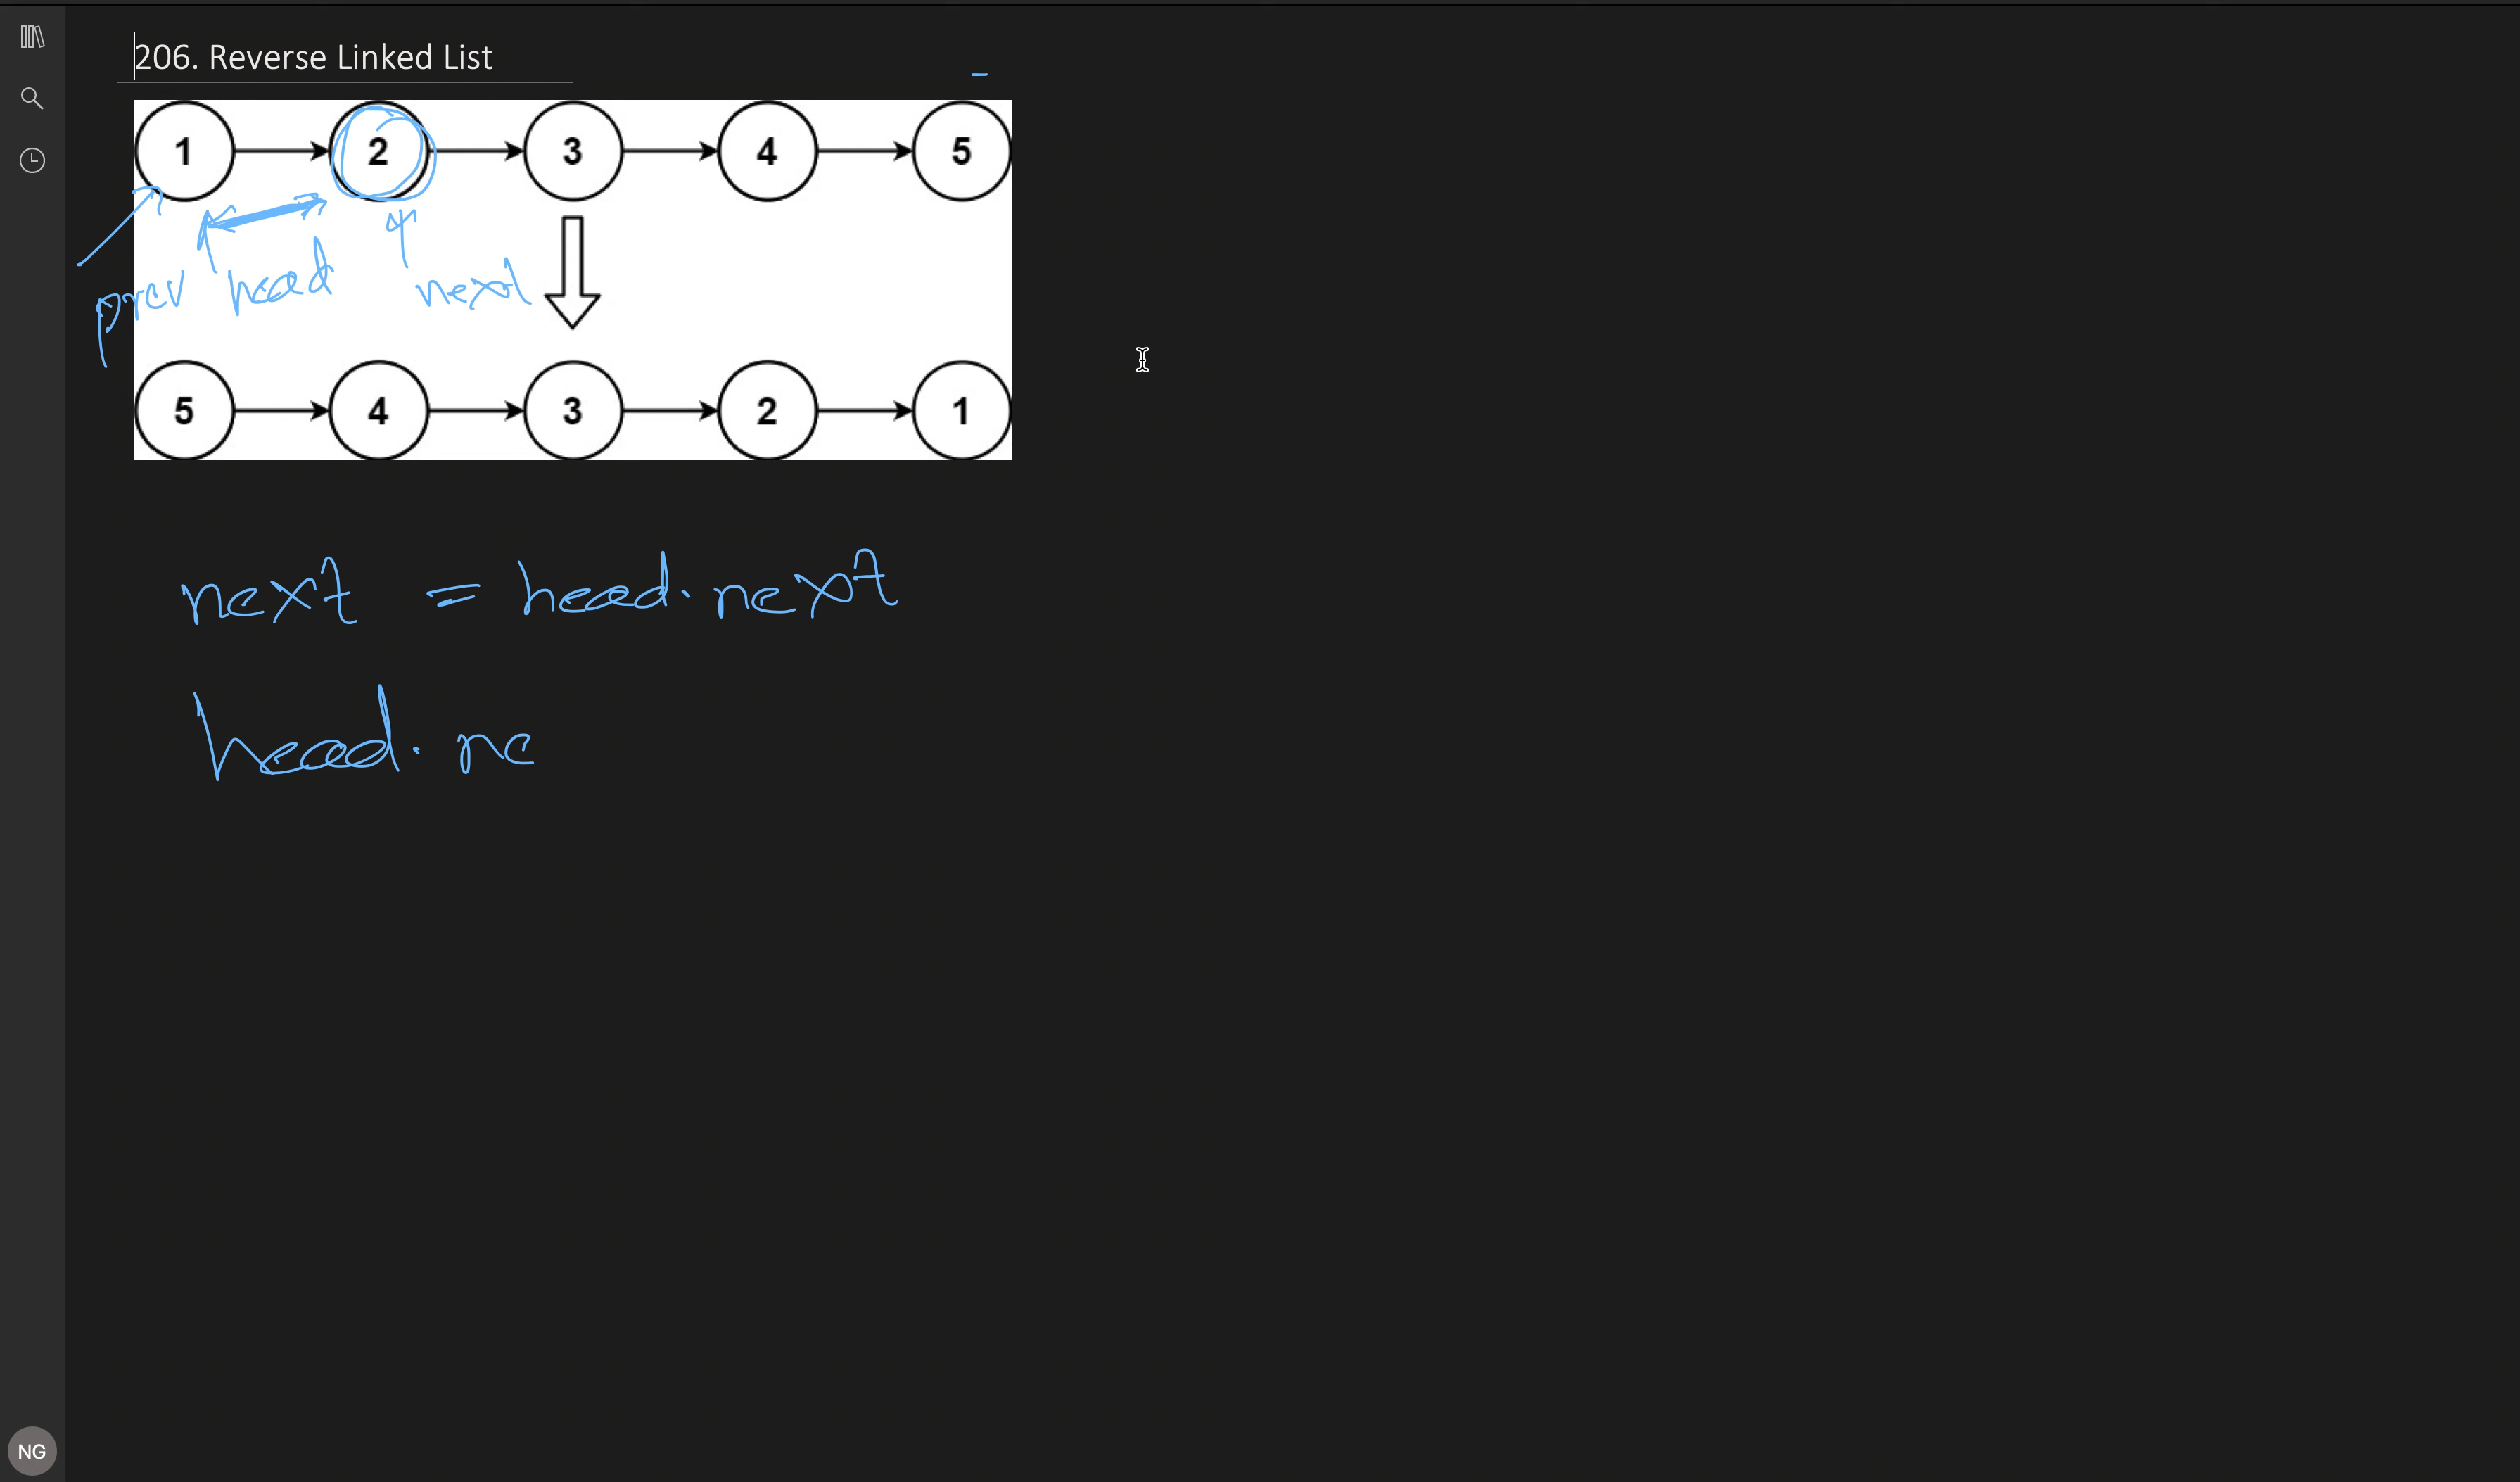 206. Reverse Linked List
1 2 3 4 5
prev head next
5 4 3 2 1
next = head.next
head.ne
NG